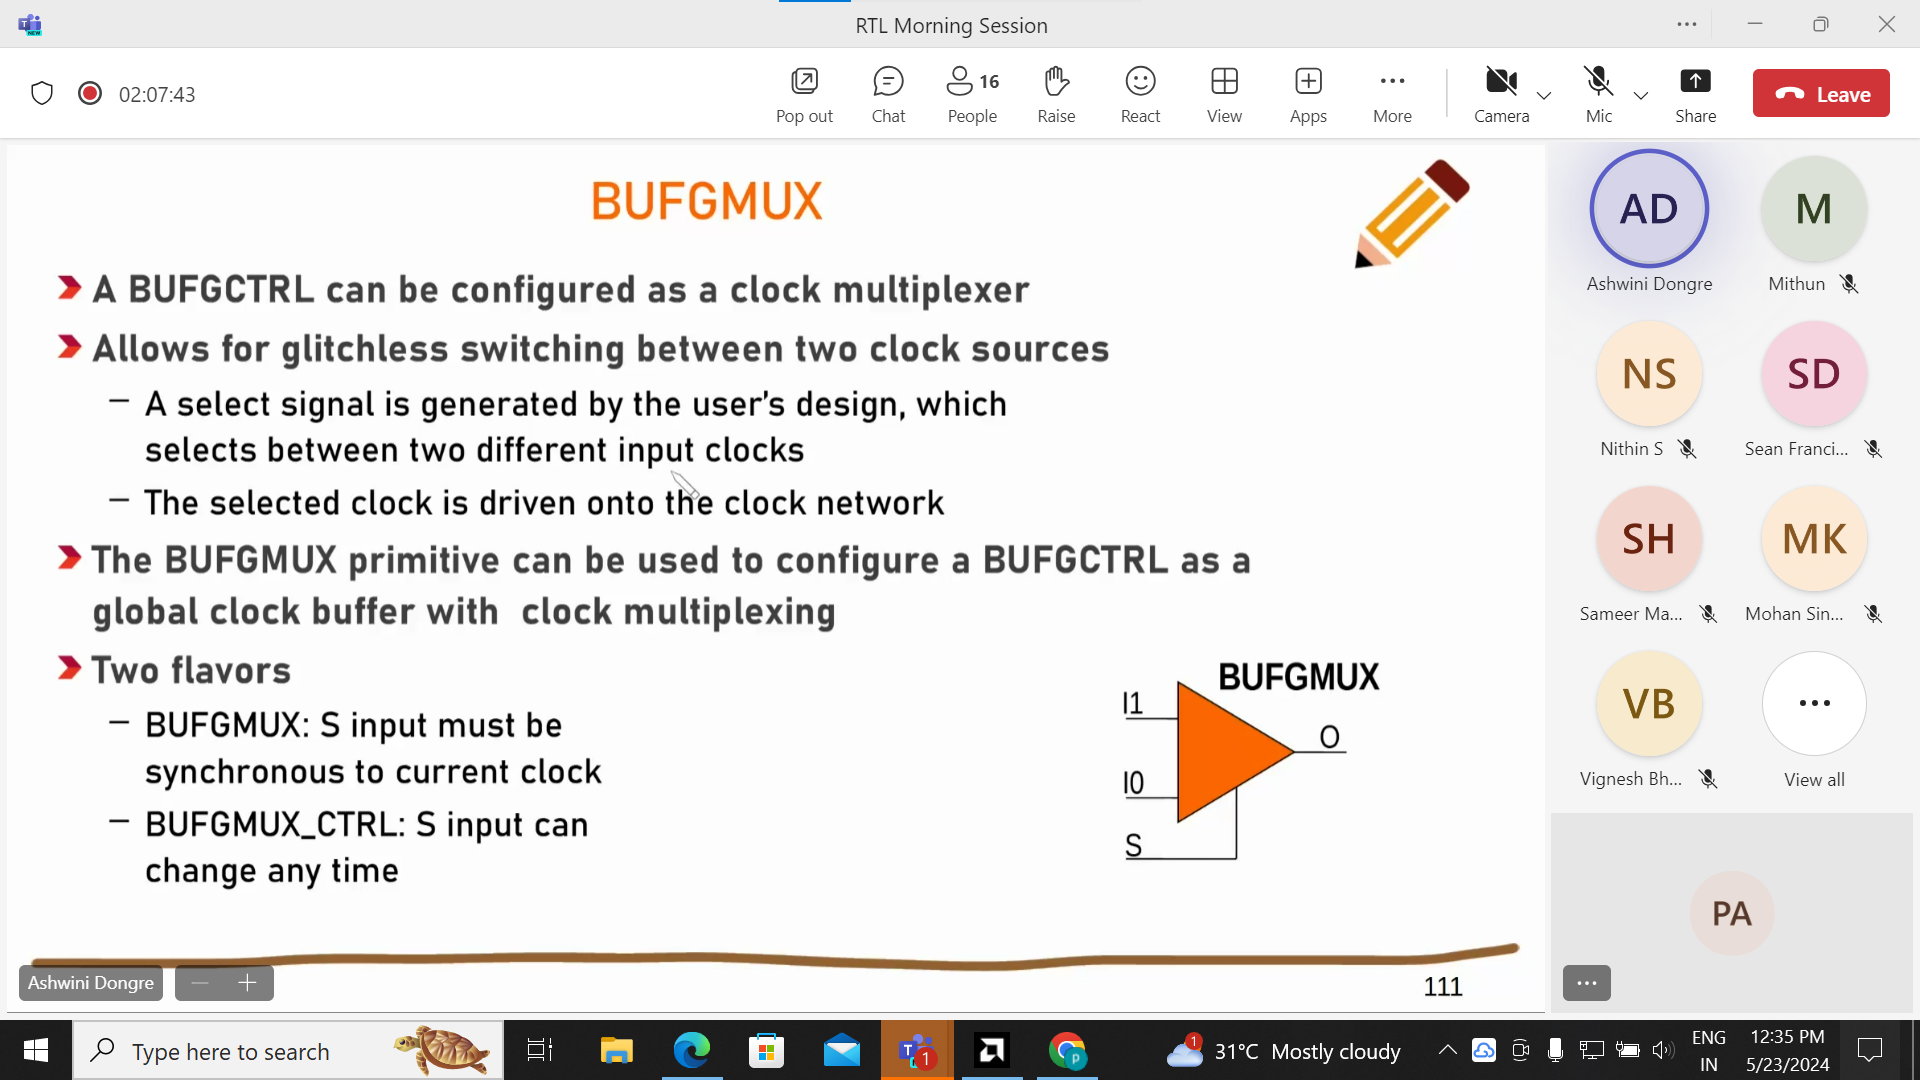 RTL Morning Session
NEW
02:07:43
Pop out
Chat
16
People
Raise
React
View
Apps
More
Camera
Mic
Share
Leave
BUFGMUX
A BUFGCTRL can be configured as a clock multiplexer
Allows for glitchless switching between two clock sources
– A select signal is generated by the user's design, which
selects between two different input clocks
– The selected clock is driven onto the clock network
The BUFGMUX primitive can be used to configure a BUFGCTRL as a
global clock buffer with clock multiplexing
Two flavors
– BUFGMUX: S input must be
synchronous to current clock
– BUFGMUX_CTRL: S input can
change any time
BUFGMUX
I1
O
I0
S
111
Ashwini Dongre
AD
Ashwini Dongre
M
Mithun
NS
Nithin S
SD
Sean Franci...
SH
Sameer Ma...
MK
Mohan Sin...
VB
Vignesh Bh...
View all
PA
Type here to search
1
p
1
31°C Mostly cloudy
ENG
IN
12:35 PM
5/23/2024